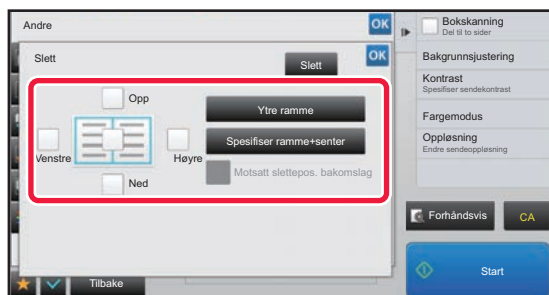 Andre
OK
Slett
Slett
OK
Opp
Venstre
Høyre
Ned
Ytre ramme
Spesifiser ramme+senter
Motsatt slettepos. bakomslag
Tilbake
Bokskanning
Del til to sider
Bakgrunnsjustering
Kontrast
Spesifiser sendekontrast
Fargemodus
Oppløsning
Endre sendeoppløsning
Forhåndsvis
CA
Start